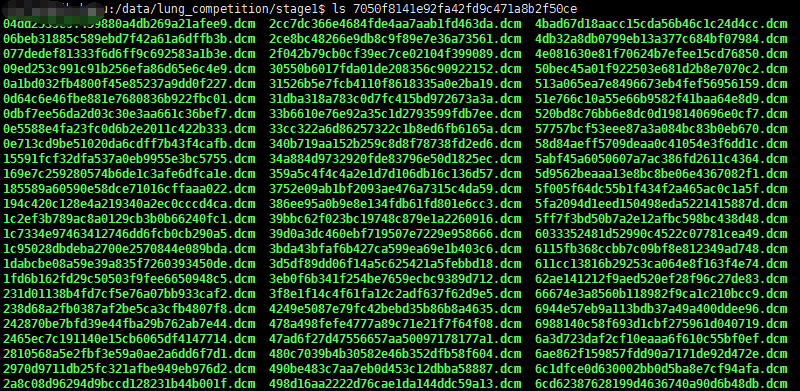 :/data/lung_competition/stage1$ ls 7050f8141e92fa42fd9c471a8b2f50ce
04dd2535e9f499880a4db269a21afee9.dcm 2cc7dc366e4684fde4aa7aab1fd463da.dcm 4bad67d18aacc15cda56b46c1c24d4cc.dcm
06beb31885c589ebd7f42a61a6dffb3b.dcm 2ce8bc48266e9db8c9f89e7e36a73561.dcm 4db32a8db0799eb13a377c684bf07984.dcm
077dedef81333f6d6ff9c692583a1b3e.dcm 2f042b79cb0cf39ec7ce02104f399089.dcm 4e081630e81f70624b7efee15cd76850.dcm
09ed253c991c91b256efa86d65e6c4e9.dcm 30550b6017fda01de208356c90922152.dcm 50bec45a01f922503e681d2b8e7070c2.dcm
0a1bd032fb4800f45e85237a9dd0f227.dcm 31526b5e7fcb4110f8618335a0e2ba19.dcm 513a065ea7e8496673eb4fef56956159.dcm
0d64c6e46fbe881e7680836b922fbc01.dcm 31dba318a783c0d7fc415bd972673a3a.dcm 51e766c10a55e66b9582f41baa64e8d9.dcm
0dbf7ee56da2d03c30e3aa661c36bef7.dcm 33b6610e76e92a35c1d2793599fdb7ee.dcm 520bd8c76bb6e8dc0d198140696e0cf7.dcm
0e5588e4fa23fc0d6b2e2011c422b333.dcm 33cc322a6d86257322c1b8ed6fb6165a.dcm 57757bcf53eee87a3a084bc83b0eb670.dcm
0e713cd9be51020da6cdff7b43f4cafb.dcm 340b719aa152b259c8d8f78738fd2ed6.dcm 58d84aeff5709deaa0c41054e3f6dd1c.dcm
15591fcf32dfa537a0eb9955e3bc5755.dcm 34a884d9732920fde83796e50d1825ec.dcm 5abf45a6050607a7ac386fd2611c4364.dcm
169e7c259280574b6de1c3afe6dfca1e.dcm 359a5c4f4c4a2e1d7d106db16c136d57.dcm 5d9562beaaa13e8bc8be06e4367082f1.dcm
185589a60590e58dce71016cffaaa022.dcm 3752e09ab1bf2093ae476a7315c4da59.dcm 5f005f64dc55b1f434f2a465ac0c1a5f.dcm
194c420c128e4a219340a2ec0cccd4ca.dcm 386ee95a0b9e8e134fdb61fd801e6cc3.dcm 5fa2094d1eed150498eda5221415887d.dcm
1c2ef3b789ac8a0129cb3b0b66240fc1.dcm 39bbc62f023bc19748c879e1a2260916.dcm 5ff7f3bd50b7a2e12afbc598bc438d48.dcm
1c7334e97463412746dd6fcb0cb290a5.dcm 39d0a3dc460ebf719507e7229e958666.dcm 6033352481d52990c4522c07781cea49.dcm
1c95028dbdeba2700e2570844e089bda.dcm 3bda43bfaf6b427ca599ea69e1b403c6.dcm 6115fb368ccbb7c09bf8e812349ad748.dcm
1dabcbe08a59e39a835f7260393450de.dcm 3d5df89dd06f14a5c625421a5febbd18.dcm 611cc13816b29253ca064e8f163f4e74.dcm
1fd6b162fd29c50503f9fee6650948c5.dcm 3eb0f6b341f254be7659ecbc9389d712.dcm 62ae141212f9aed520ef28f96c27de83.dcm
231d01138b4fd7cf5e76a07bb933caf2.dcm 3f8e1f14c4f61fa12c2adf637f62d9e5.dcm 66674e3a8560b118982f9ca1c210bcc9.dcm
238d68a2fb0387af2be5ca3cfb4807f8.dcm 4249e5087e79fc42bebd35b86b8a4635.dcm 6944e57eb9a113bdb37a49a400ddee96.dcm
242870be7bfd39e44fba29b762ab7e44.dcm 478a498fefe4777a89c71e21f7f64f08.dcm 6988140c58f693d1cbf275961d040719.dcm
2465ec7c191140e15cb6065df4147714.dcm 47ad6f27d47556657aa50097178177a1.dcm 6a3d723daf2cf10eaaa6f610c55bf0ef.dcm
2810568a5e2fbf3e59a0ae2a6dd6f7d1.dcm 480c7039b4b30582e46b352dfb58f604.dcm 6ae862f159857fdd90a7171de92d472e.dcm
2970d9711db25fc321afbe949eb976d2.dcm 490be483c7aa7eb0d453c12dbba58887.dcm 6c1dfce0d630002bb0d5ba8e7cf94afa.dcm
2a8c08d96294d9bccd128231b44b001f.dcm 498d16aa2222d76cae1da144ddc59a13.dcm 6cd62387628199d4636740a90d6b48db.dcm